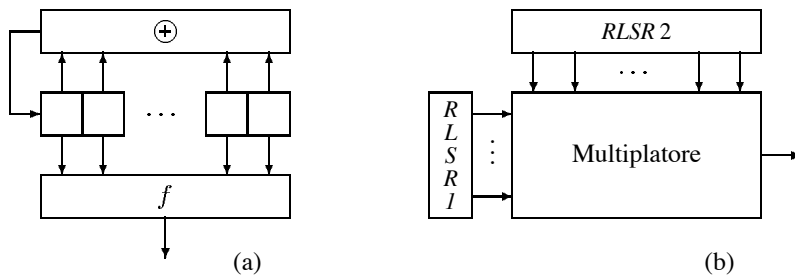 ⊕
. . .
f
(a)
RLSR 2
. . .
R
L
S
R
1
Multiplatore
(b)